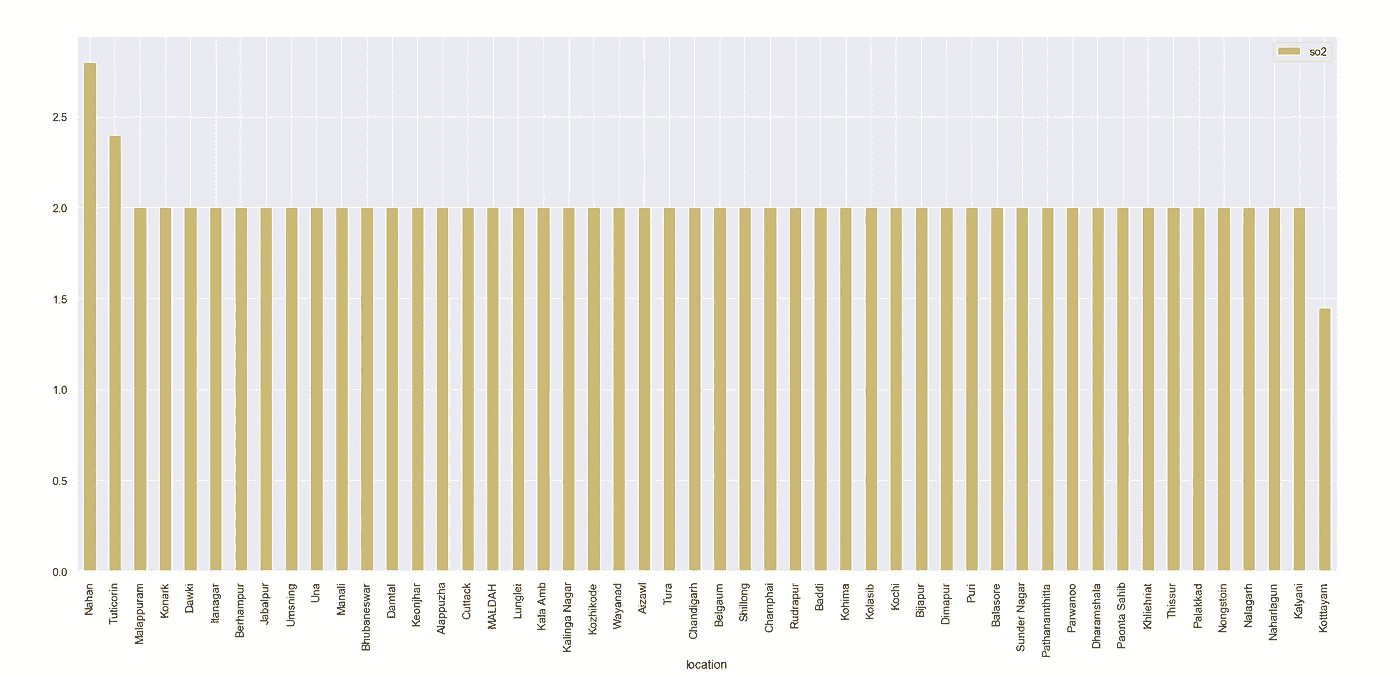 so2
2.5
2.0
1.5
1.0
0.5
0.0
Nahan
Tuticorin
Malappuram
Konark
Dawki
Itanagar
Berhampur
Jabalpur
Umsning
Una
Manali
Bhubaneswar
Damtal
Keonjhar
Alappuzha
Cuttack
MALDAH
Lunglei
Kala Amb
Kalinga Nagar
Kozhikode
Wayanad
Aizawl
Tura
Chandigarh
Belgaum
Shillong
Champhai
Rudrapur
Baddi
Kohima
Kolasib
Kochi
Bijapur
Dimapur
Puri
Balasore
Sunder Nagar
Pathanamthitta
Parwanoo
Dharamshala
Paonta Sahib
Khliehriat
Thissur
Palakkad
Nongstoin
Nalagarh
Naharlagun
Kalyani
Kotttayam
location